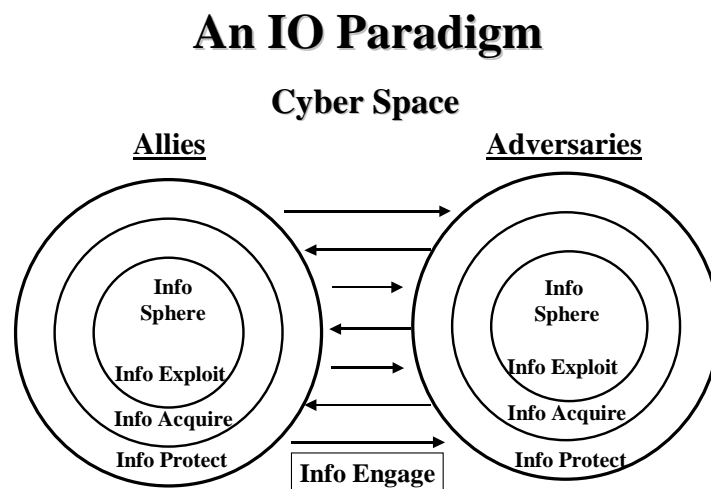 An IO Paradigm
Cyber Space
Allies
Adversaries
Info
Sphere
Info Exploit
Info Acquire
Info Protect
Info
Sphere
Info Exploit
Info Acquire
Info Protect
Info Engage